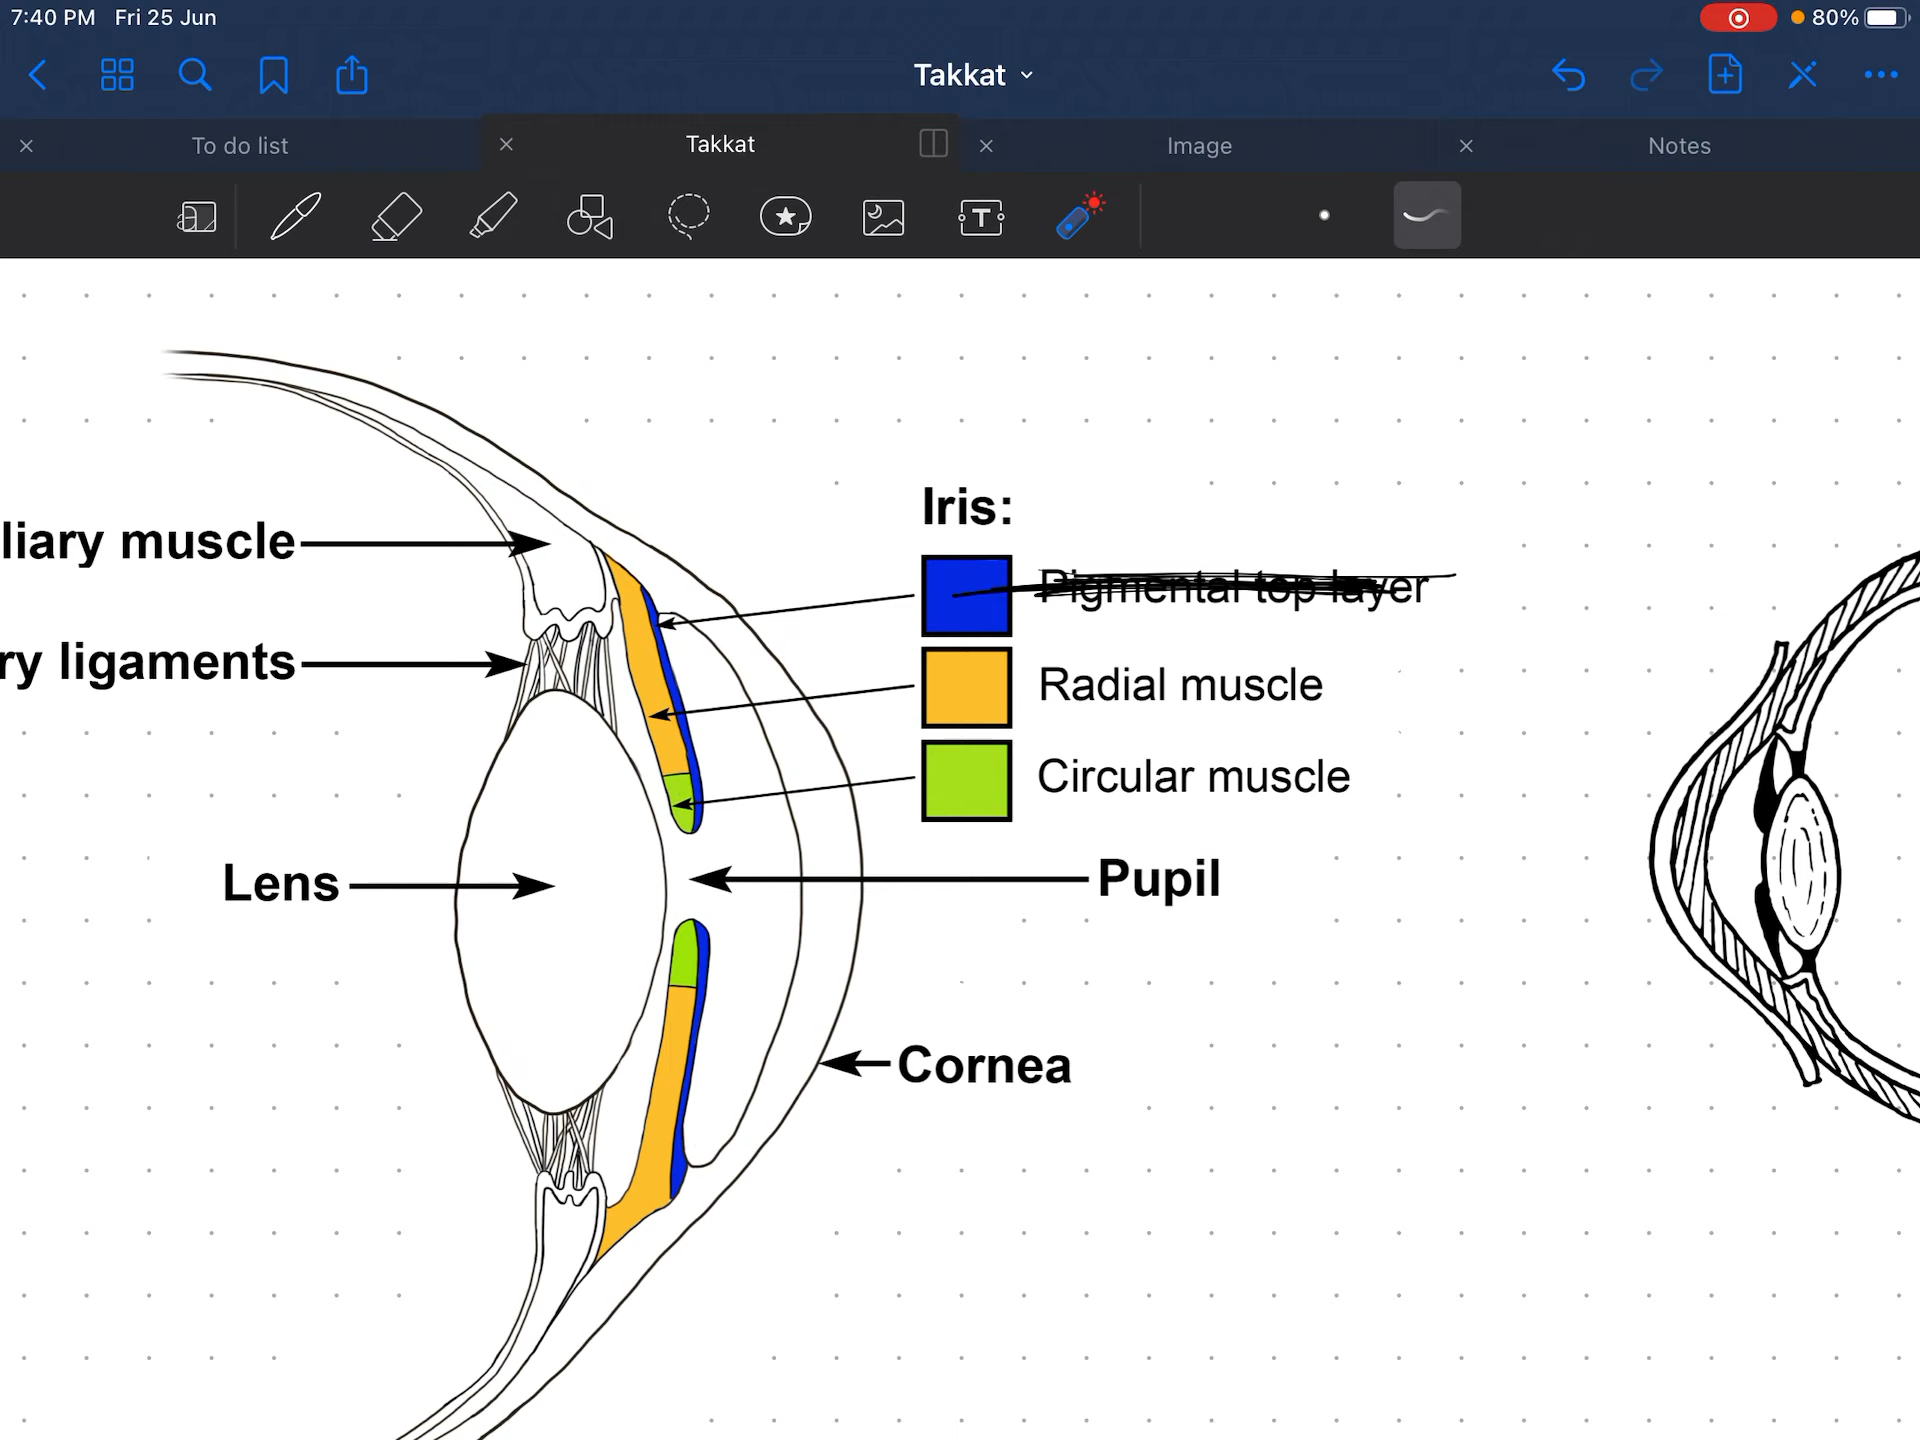 7:40 PM Fri 25 Jun
80%
Takkat
To do list
Takkat
Image
Notes
Iris:
liary muscle
Pigmental top layer
ry ligaments
Radial muscle
Circular muscle
Lens
Pupil
Cornea